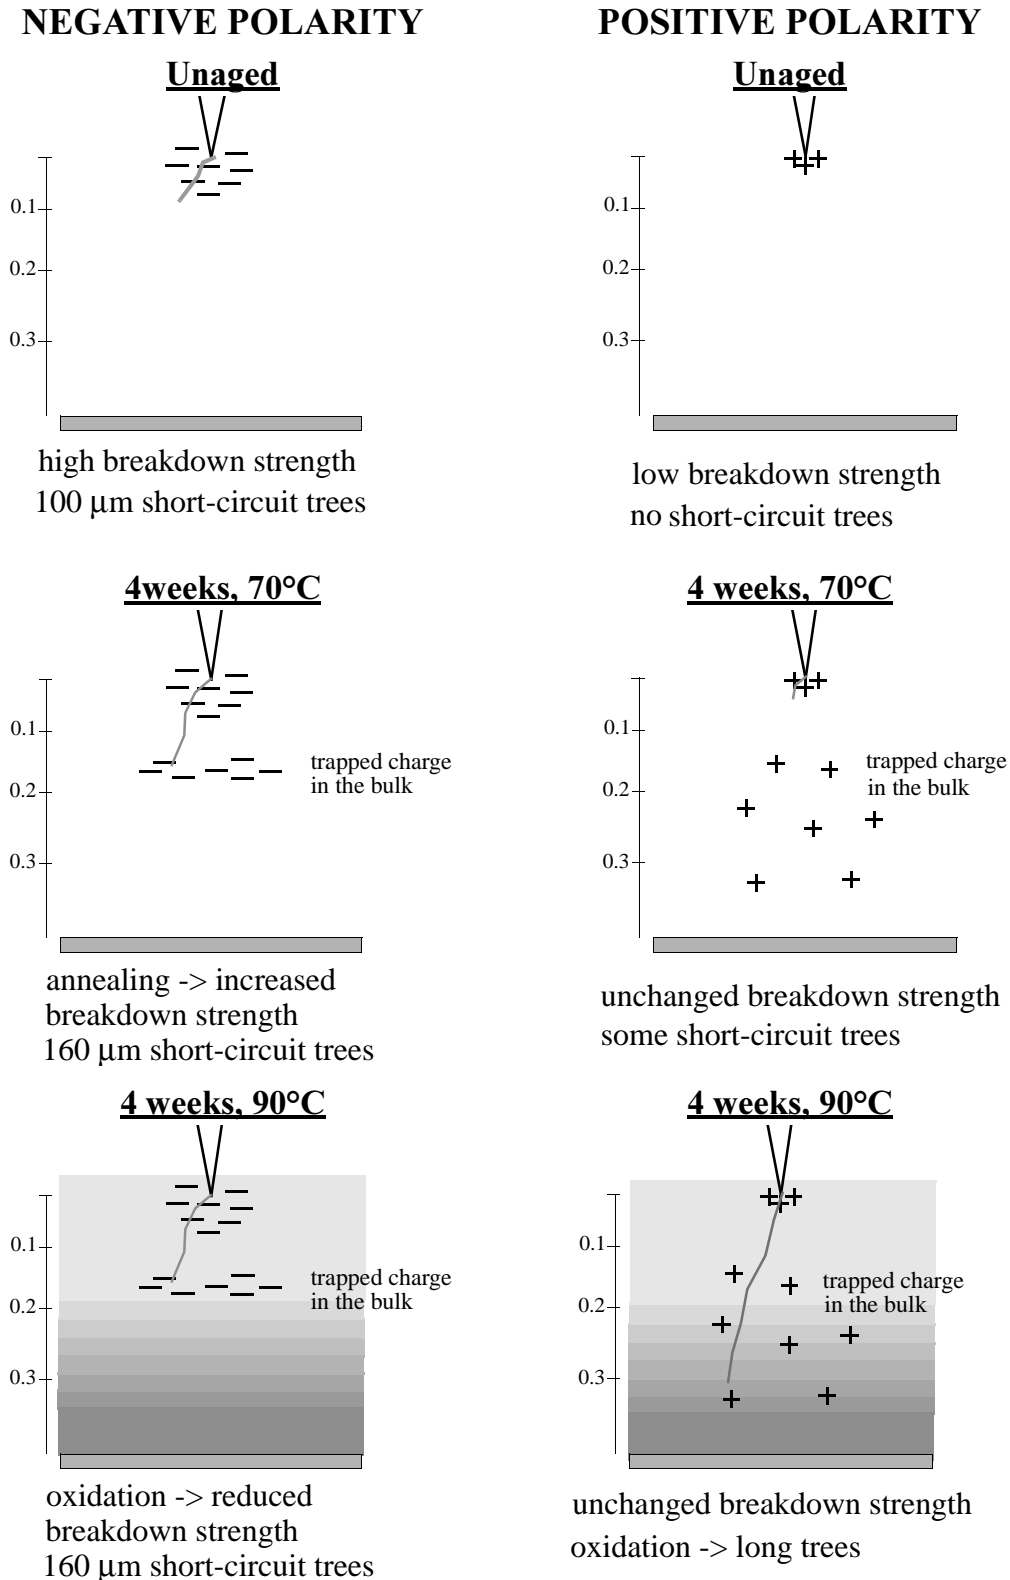 NEGATIVE POLARITY
POSITIVE POLARITY
Unaged
0.1
0.2
0.3
high breakdown strength
100 μm short-circuit trees
Unaged
0.1
0.2
0.3
low breakdown strength
no short-circuit trees
4weeks, 70°C
0.1
0.2
0.3
trapped charge
in the bulk
annealing -> increased
breakdown strength
160 μm short-circuit trees
4 weeks, 70°C
0.1
0.2
0.3
trapped charge
in the bulk
unchanged breakdown strength
some short-circuit trees
4 weeks, 90°C
0.1
0.2
0.3
trapped charge
in the bulk
oxidation -> reduced
breakdown strength
160 μm short-circuit trees
4 weeks, 90°C
0.1
0.2
0.3
trapped charge
in the bulk
unchanged breakdown strength
oxidation -> long trees